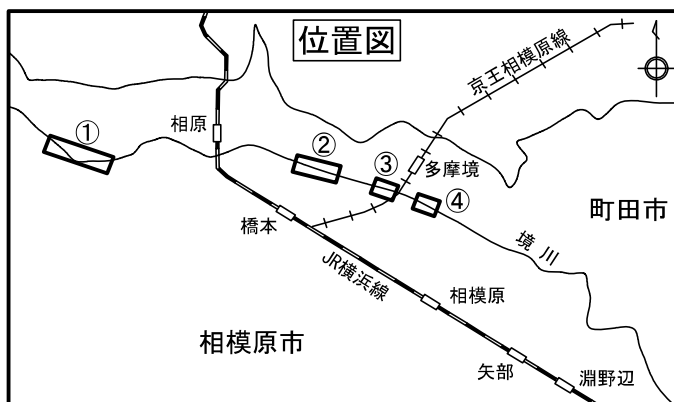 位置図
京王相模原線
①
相原
②
③
多摩境
④
町田市
橋本
境川
JR横浜線
相模原
相模原市
矢部
淵野辺